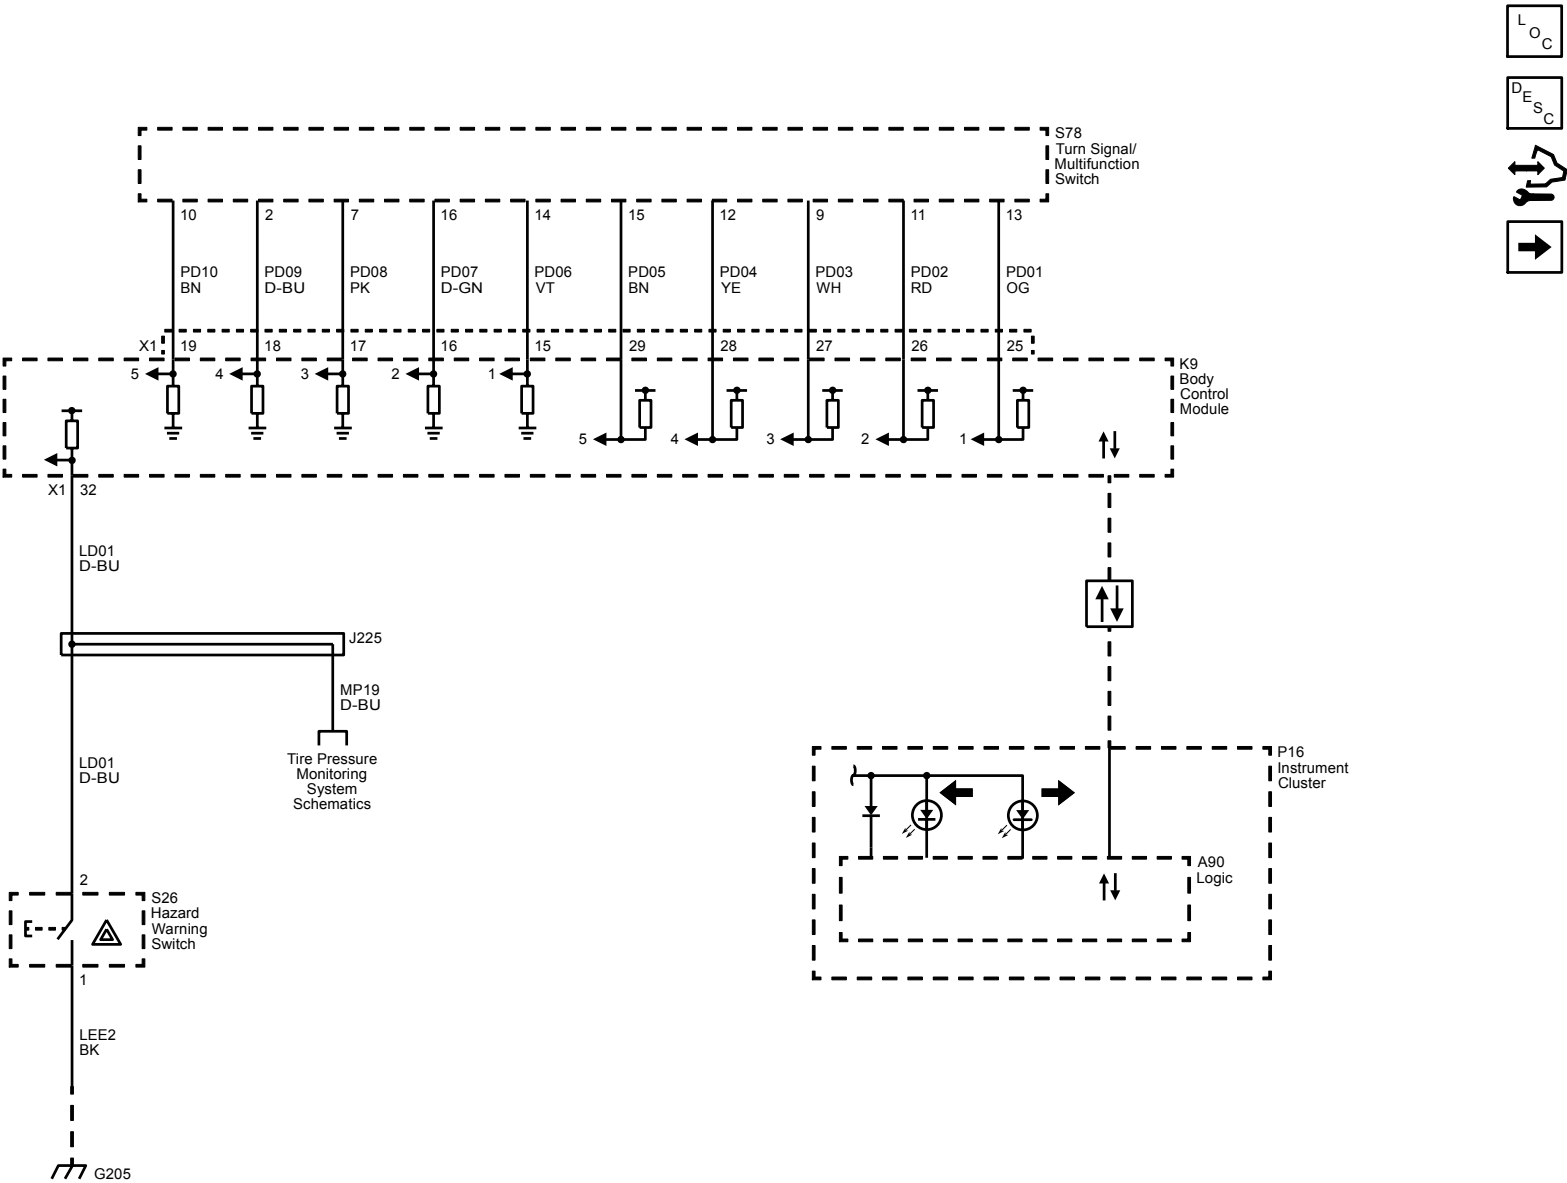 L
O
C
D
E
S
C
S78
Turn Signal/
Multifunction
Switch
10 2 7 16 14 15 12 9 11 13
PD10 PD09 PD08 PD07 PD06 PD05 PD04 PD03 PD02 PD01
BN D-BU PK D-GN VT BN YE WH RD OG
X1 19 18 17 16 15 29 28 27 26 25
K9
Body
Control
Module
5 4 3 2 1
5 4 3 2 1
X1 32
LD01
D-BU
J225
MP19
D-BU
Tire Pressure
Monitoring
System
Schematics
LD01
D-BU
P16
Instrument
Cluster
A90
Logic
2
S26
Hazard
Warning
Switch
1
LEE2
BK
G205